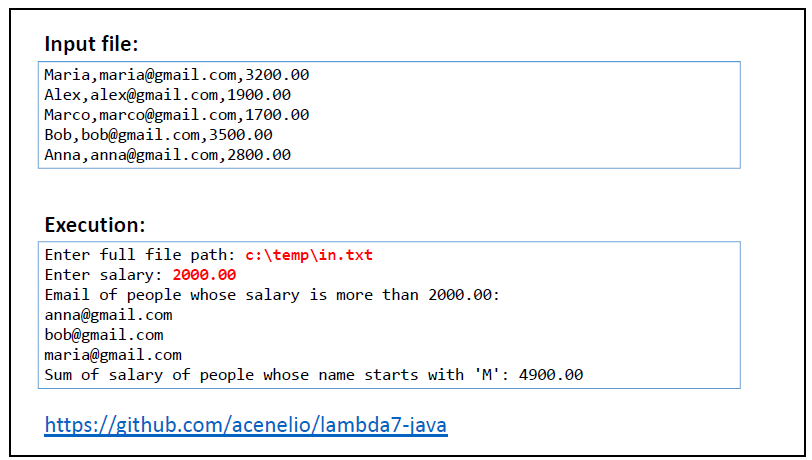 Input file:
Maria,maria@gmail.com,3200.00
Alex,alex@gmail.com,1900.00
Marco,marco@gmail.com,1700.00
Bob,bob@gmail.com,3500.00
Anna,anna@gmail.com,2800.00
Execution:
Enter full file path: c:\temp\in.txt
Enter salary: 2000.00
Email of people whose salary is more than 2000.00:
anna@gmail.com
bob@gmail.com
maria@gmail.com
Sum of salary of people whose name starts with 'M': 4900.00
https://github.com/acenelio/lambda7-java